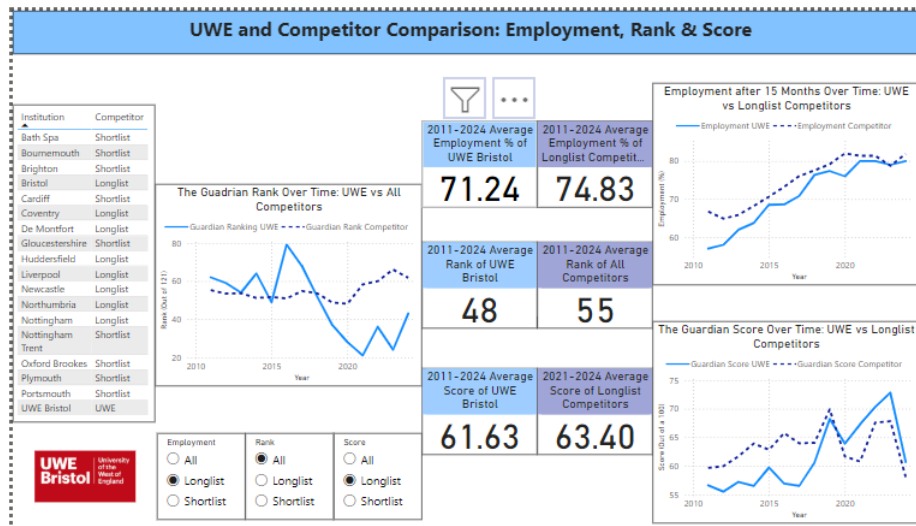 UWE and Competitor Comparison: Employment, Rank & Score
Institution Competitor
Bath Spa Shortlist
Bournemouth Shortlist
Brighton Shortlist
Bristol Longlist
Cardiff Shortlist
Coventry Longlist
De Montfort Longlist
Gloucestershire Shortlist
Huddersfield Longlist
Liverpool Longlist
Newcastle Longlist
Northumbria Longlist
Nottingham Longlist
Nottingham Shortlist
Trent
Oxford Brookes Shortlist
Plymouth Shortlist
Portsmouth Shortlist
UWE Bristol UWE
UWE
Bristol
University
of the
West of
England
The Guadrian Rank Over Time: UWE vs All
Competitors
Guardian Ranking UWE Guardian Rank Competitor
Rank (Out of 121)
80
60
40
20
2010 2015 2020
Year
Employment
All
Longlist
Shortlist
Rank
All
Longlist
Shortlist
Score
All
Longlist
Shortlist
2011-2024 Average
Employment % of
UWE Bristol
71.24
2011-2024 Average
Employment % of
Longlist Competit...
74.83
2011-2024 Average
Rank of UWE
Bristol
48
2011-2024 Average
Rank of All
Competitors
55
2011-2024 Average
Score of UWE
Bristol
61.63
2021-2024 Average
Score of Longlist
Competitors
63.40
Employment after 15 Months Over Time: UWE
vs Longlist Competitors
Employment UWE Employment Competitor
Employment (%)
80
70
60
2010 2015 2020
Year
The Guardian Score Over Time: UWE vs Longlist
Competitors
Guardian Score UWE Guardian Score Competitor
Score (Out of a 100)
75
70
65
60
55
2010 2015 2020
Year